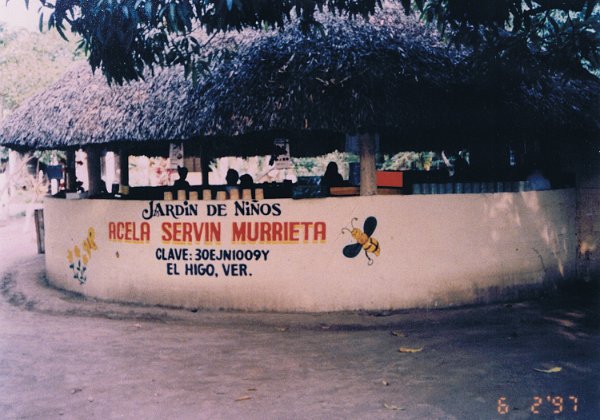 JARDIN DE NIÑOS
ACELA SERVIN MURRIETA
CLAVE: 30EJN1009Y
EL HIGO, VER.
6 2'97